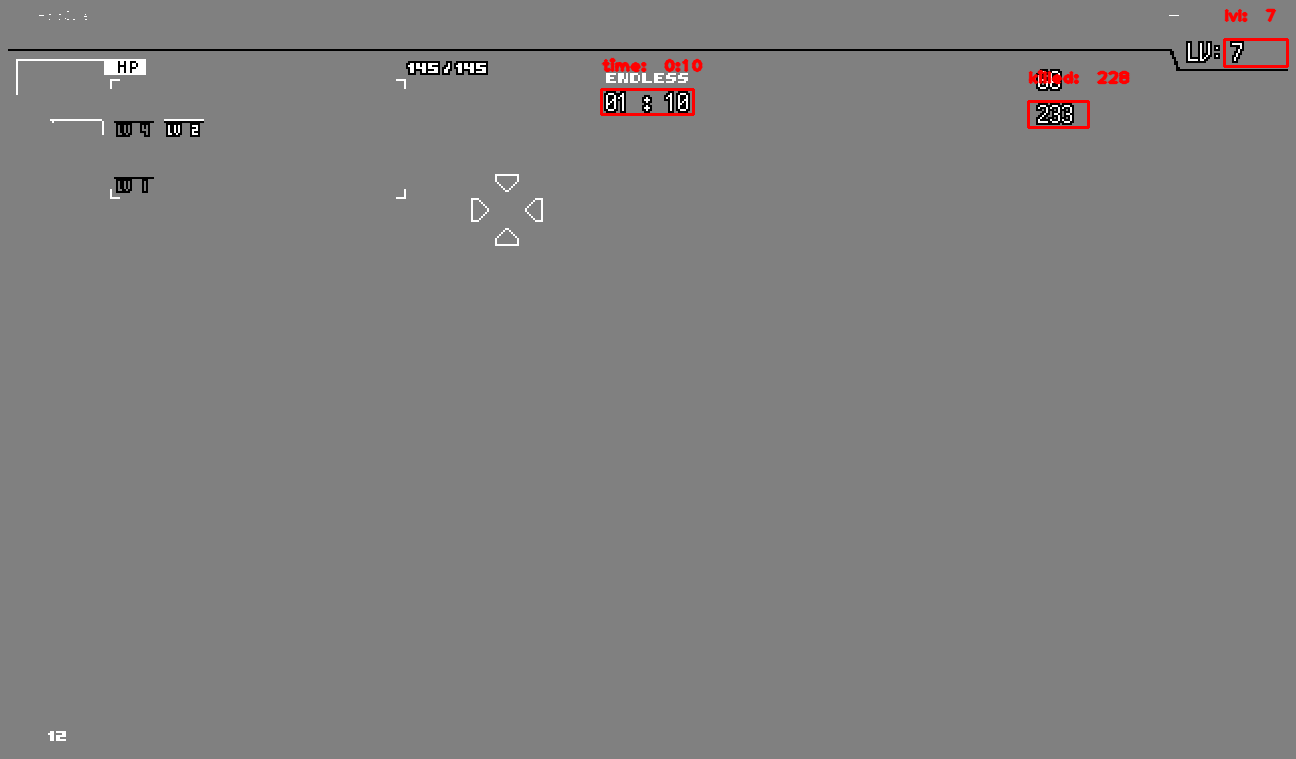 lvl: 7
LV: 7
HP
145/145
time: 0:10
ENDLESS
killed: 228
01 : 10
233
LV 4 LV 2
LV 1
12